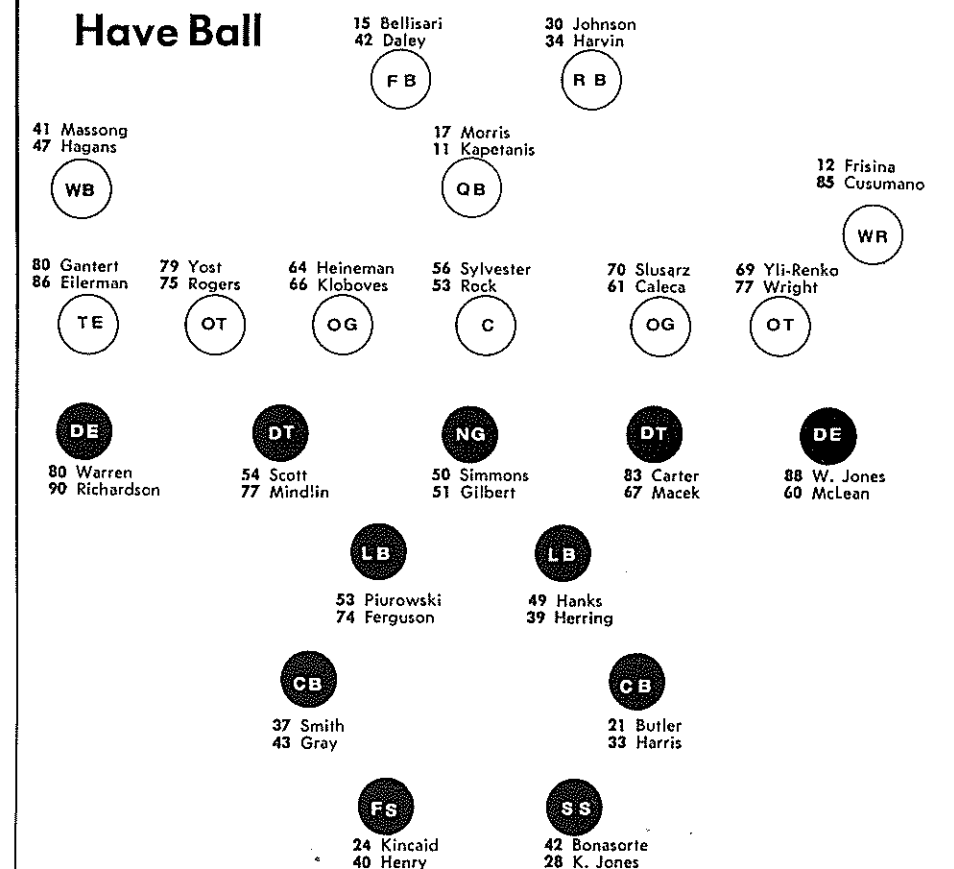 Have Ball
15 Bellisari
42 Daley
FB
30 Johnson
34 Harvin
RB
41 Massong
47 Hagans
WB
17 Morris
11 Kapetanis
QB
12 Frisina
85 Cusumano
WR
80 Gantert
86 Eilerman
TE
79 Yost
75 Rogers
OT
64 Heineman
66 Kloboves
OG
56 Sylvester
53 Rock
C
70 Slusarz
61 Caleca
OG
69 Yli-Renko
77 Wright
OT
DE
80 Warren
90 Richardson
DT
54 Scott
77 Mindlin
NG
50 Simmons
51 Gilbert
DT
83 Carter
67 Macek
DE
88 W. Jones
60 McLean
LB
53 Piurowski
74 Ferguson
LB
49 Hanks
39 Herring
CB
37 Smith
43 Gray
CB
21 Butler
33 Harris
FS
24 Kincaid
40 Henry
SS
42 Bonasorte
28 K. Jones